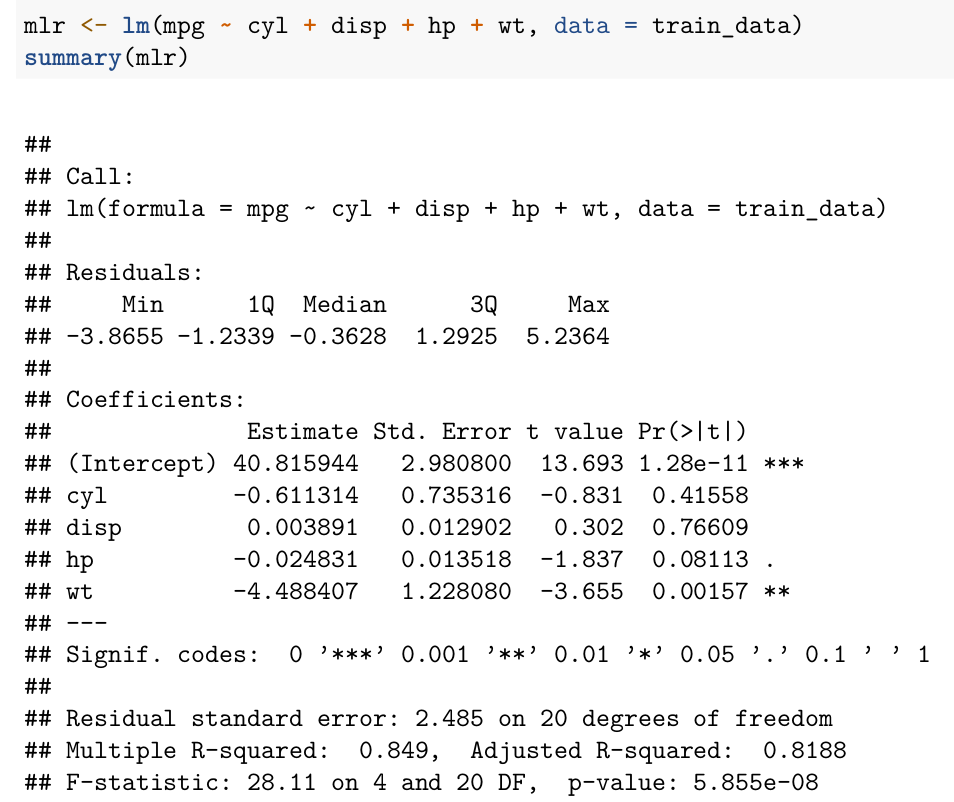 mlr <- lm(mpg ~ cyl + disp + hp + wt, data = train_data)
summary(mlr)
##
## Call:
## lm(formula = mpg ~ cyl + disp + hp + wt, data = train_data)
##
## Residuals:
##     Min      1Q  Median      3Q     Max
## -3.8655 -1.2339 -0.3628  1.2925  5.2364
##
## Coefficients:
##              Estimate Std. Error t value Pr(>|t|)
## (Intercept) 40.815944   2.980800  13.693 1.28e-11 ***
## cyl         -0.611314   0.735316  -0.831  0.41558
## disp         0.003891   0.012902   0.302  0.76609
## hp          -0.024831   0.013518  -1.837  0.08113 .
## wt          -4.488407   1.228080  -3.655  0.00157 **
## ---
## Signif. codes:  0 ’***’ 0.001 ’**’ 0.01 ’*’ 0.05 ’.’ 0.1 ’ ’ 1
##
## Residual standard error: 2.485 on 20 degrees of freedom
## Multiple R-squared:  0.849,  Adjusted R-squared:  0.8188
## F-statistic: 28.11 on 4 and 20 DF,  p-value: 5.855e-08